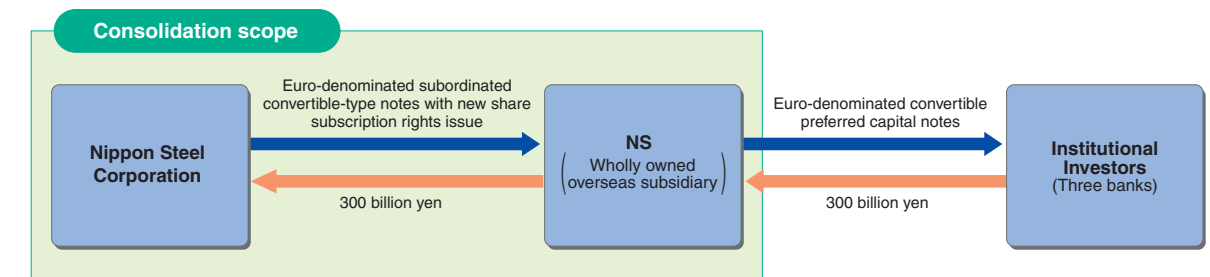 Consolidation scope
Nippon Steel
Corporation
Euro-denominated subordinated
convertible-type notes with new share
subscription rights issue
300 billion yen
NS
(Wholly owned
overseas subsidiary)
Euro-denominated convertible
preferred capital notes
300 billion yen
Institutional
Investors
(Three banks)